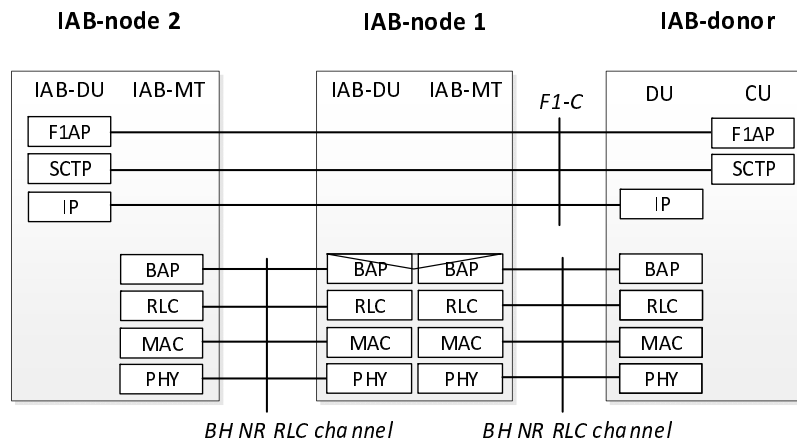 IAB-node 2 IAB-node 1 IAB-donor
IAB-DU IAB-MT IAB-DU IAB-MT F1-C DU CU
F1AP F1AP
SCTP SCTP
IP IP
BAP BAP BAP BAP
RLC RLC RLC RLC
MAC MAC MAC MAC
PHY PHY PHY PHY
BH NR RLC channel BH NR RLC channel